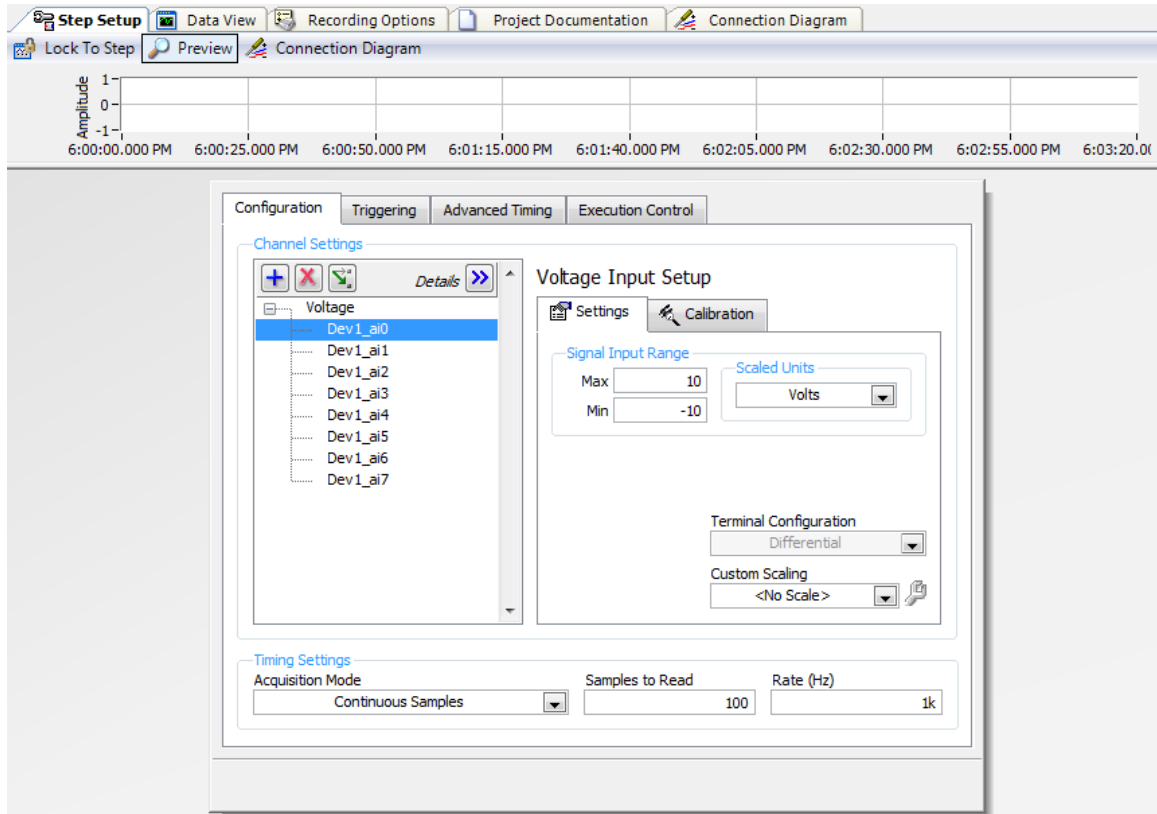 Step Setup Data View Recording Options Project Documentation Connection Diagram
Lock To Step Preview Connection Diagram
Amplitude
1
0
-1
6:00:00.000 PM 6:00:25.000 PM 6:00:50.000 PM 6:01:15.000 PM 6:01:40.000 PM 6:02:05.000 PM 6:02:30.000 PM 6:02:55.000 PM 6:03:20.0(
Configuration Triggering Advanced Timing Execution Control
Channel Settings
Details
Voltage
Dev1_ai0
Dev1_ai1
Dev1_ai2
Dev1_ai3
Dev1_ai4
Dev1_ai5
Dev1_ai6
Dev1_ai7
Voltage Input Setup
Settings Calibration
Signal Input Range
Max 10
Min -10
Scaled Units
Volts
Terminal Configuration
Differential
Custom Scaling
<No Scale>
Timing Settings
Acquisition Mode Samples to Read Rate (Hz)
Continuous Samples 100 1k